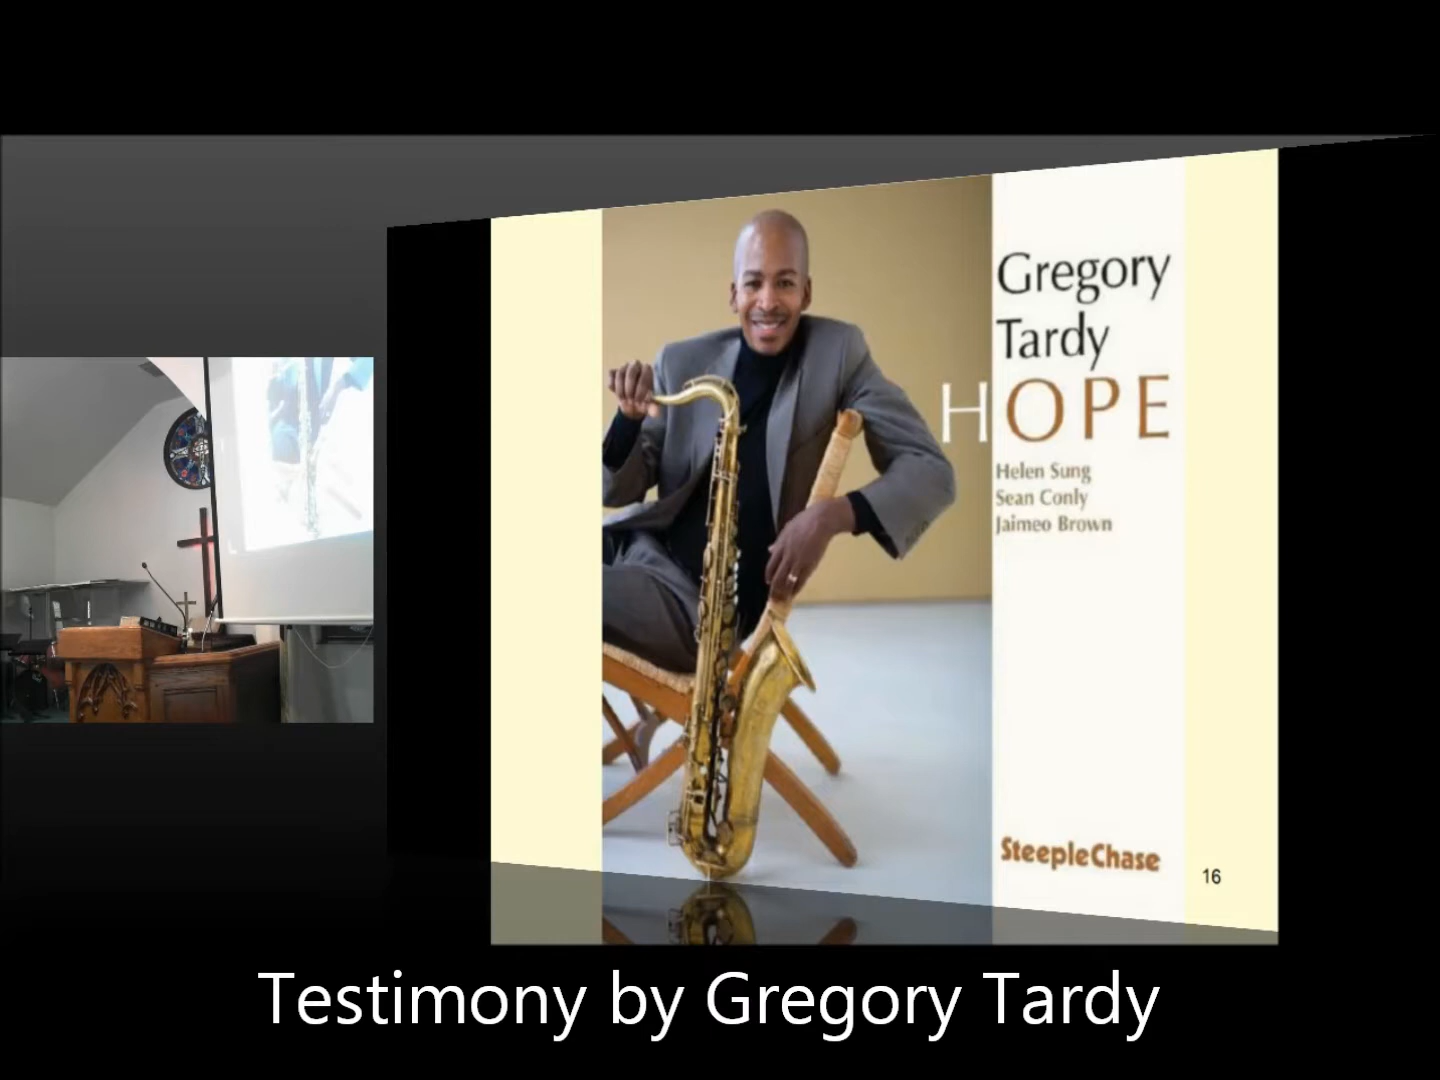 Gregory
Tardy
HOPE
Helen Sung
Sean Conly
Jaimeo Brown
SteepleChase
16
Testimony by Gregory Tardy